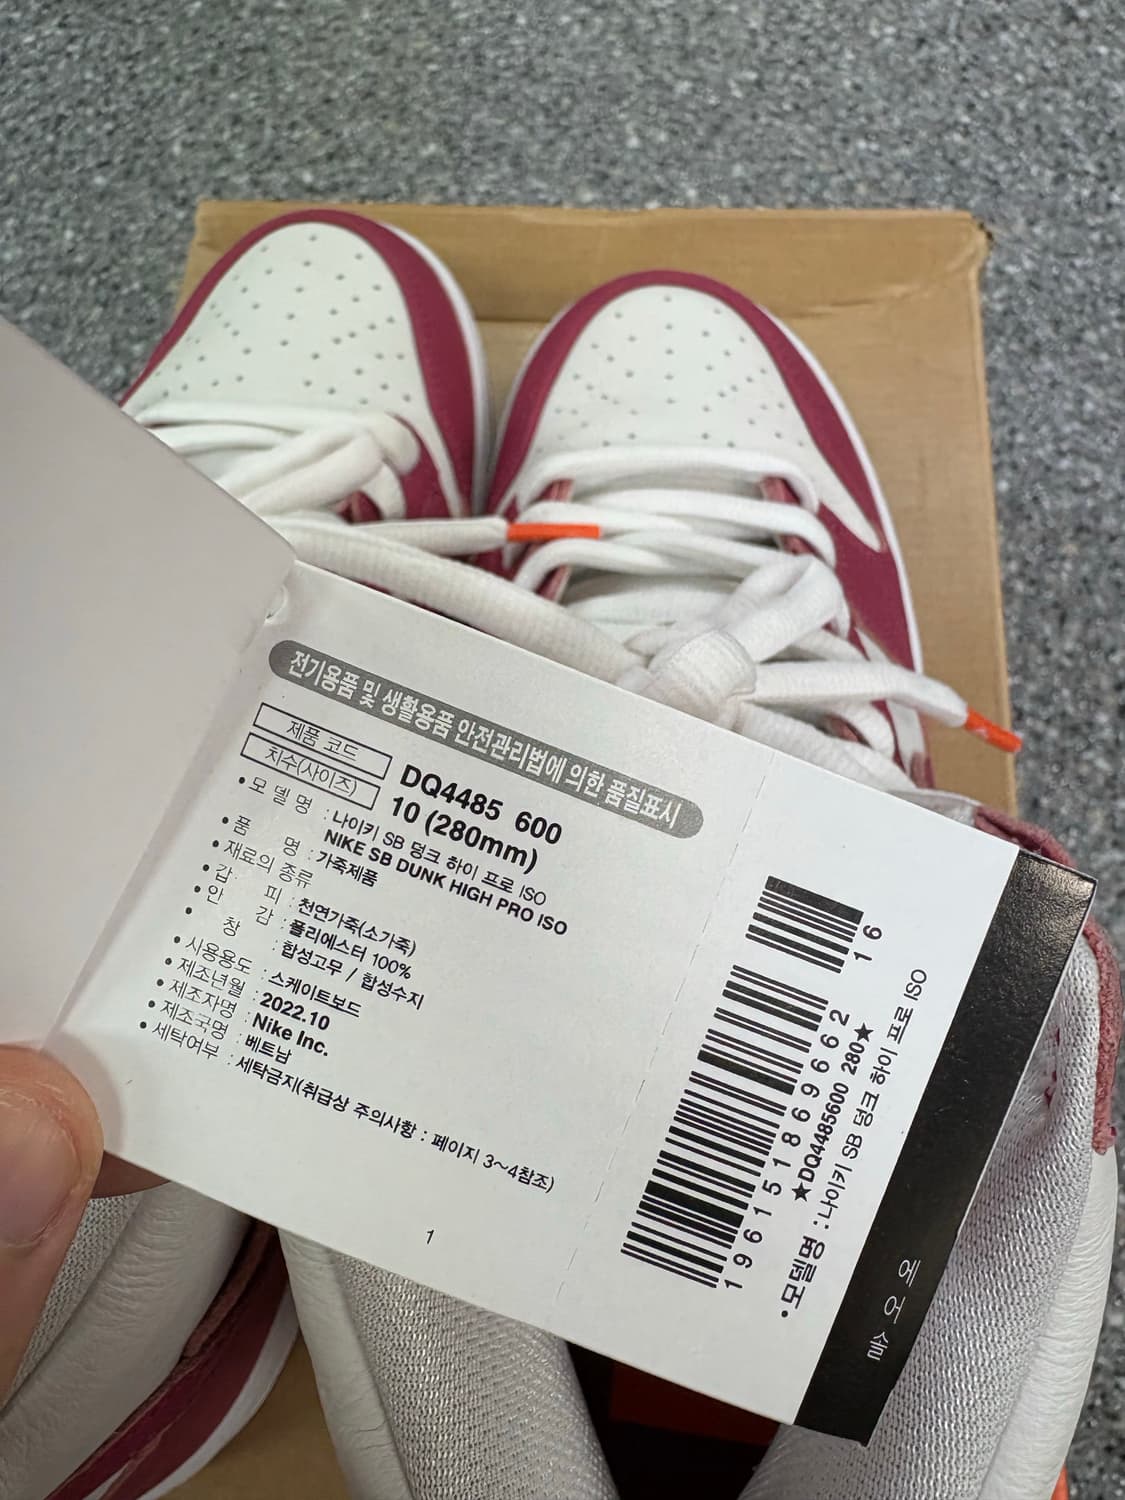 전기용품 및 생활용품 안전관리법에 의한 품질표시
제품 코드
DQ4485 600
치수(사이즈)
10 (280mm)
• 모 델 명 : 나이키 SB 덩크 하이 프로 ISO
NIKE SB DUNK HIGH PRO ISO
• 품 명 : 가죽제품
• 재료의 종류
• 갑 피 : 천연가죽(소가죽)
• 안 감 : 폴리에스터 100%
• 창 : 합성고무 / 합성수지
• 사용용도 : 스케이트보드
• 제조년월 : 2022.10
• 제조자명 : Nike Inc.
• 제조국명 : 베트남
• 세탁여부 : 세탁금지(취급상 주의사항 : 페이지 3~4참조)
1
196151869662 16
★DQ4485600 280★
•모델명 : 나이키 SB 덩크 하이 프로 ISO
에 어 솔